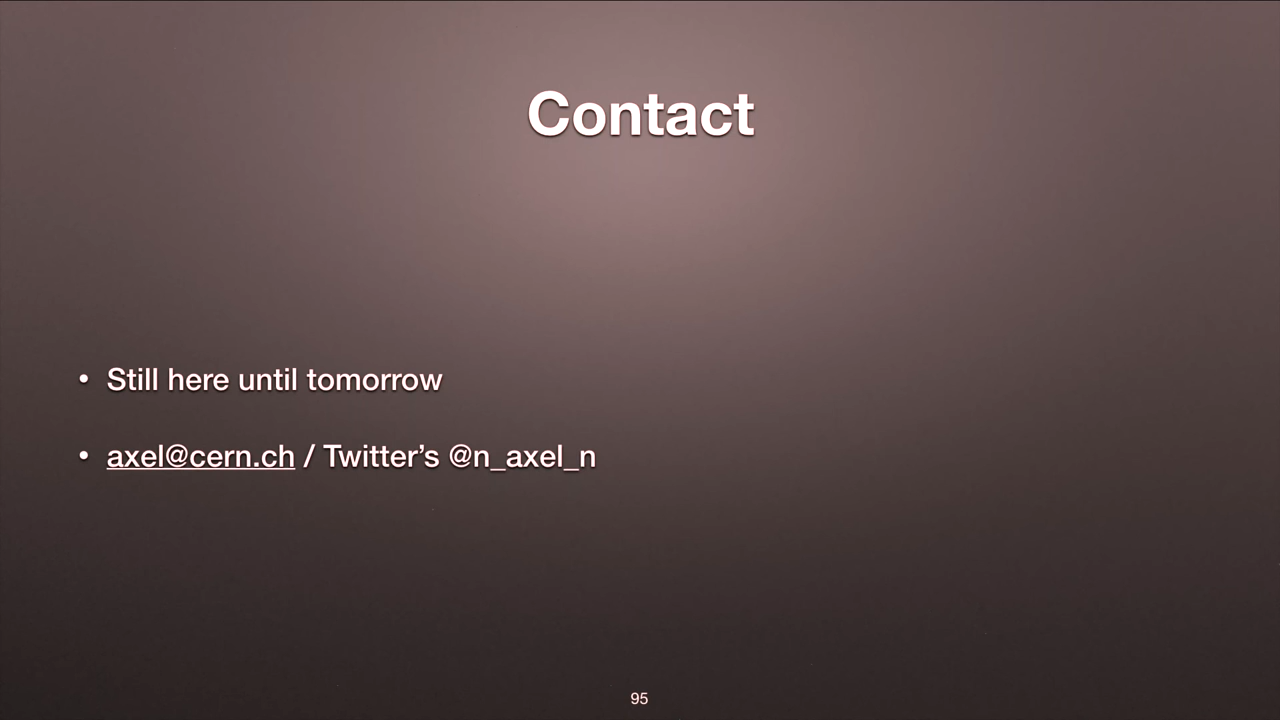 Contact
• Still here until tomorrow
• axel@cern.ch / Twitter’s @n_axel_n
95